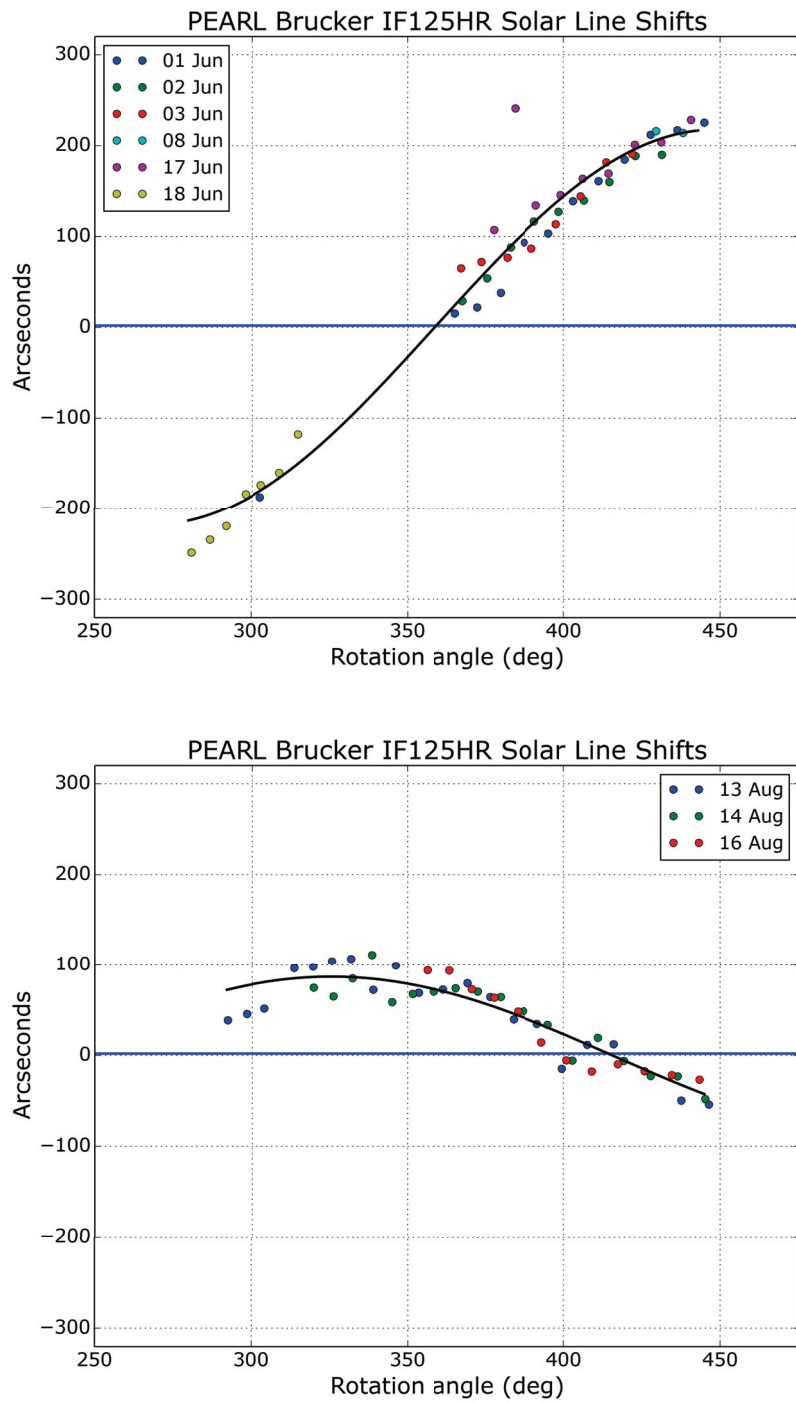 PEARL Brucker IF125HR Solar Line Shifts
300
200
100
0
−100
−200
−300
Arcseconds
01 Jun
02 Jun
03 Jun
08 Jun
17 Jun
18 Jun
250 300 350 400 450
Rotation angle (deg)
PEARL Brucker IF125HR Solar Line Shifts
300
200
100
0
−100
−200
−300
Arcseconds
13 Aug
14 Aug
16 Aug
250 300 350 400 450
Rotation angle (deg)